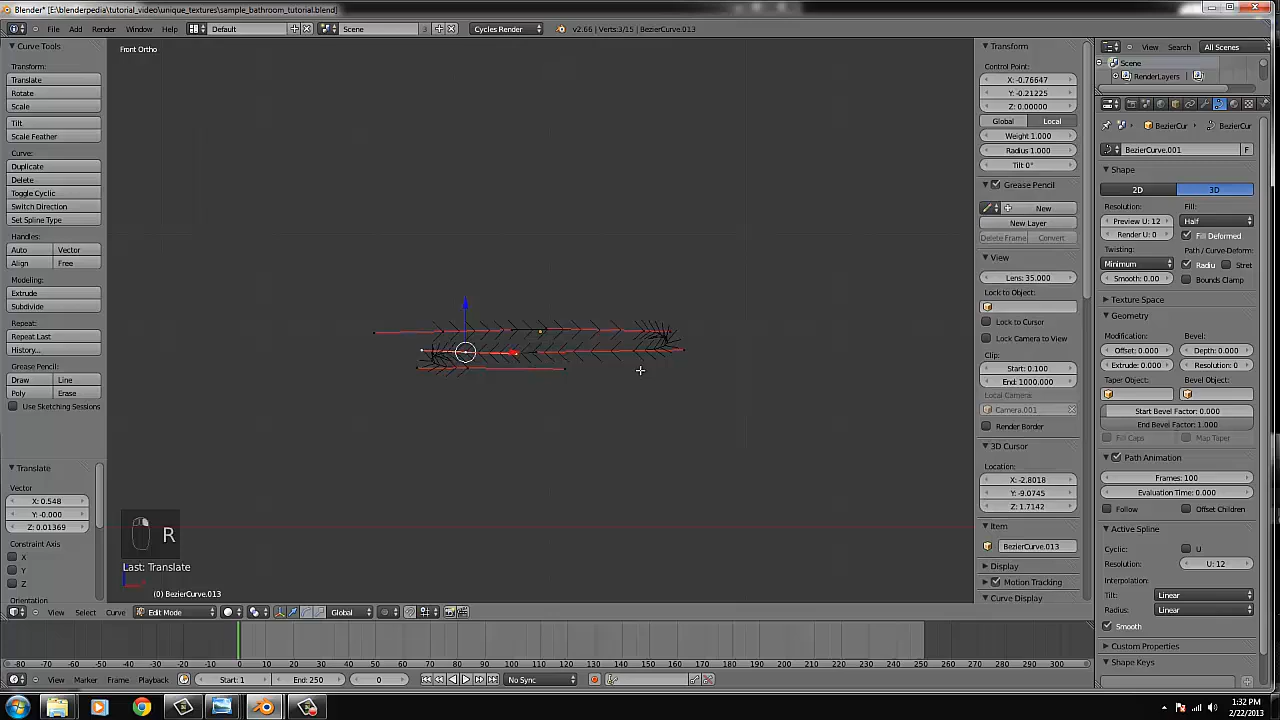 Blender* [E:\blenderpedia\tutorial_video\unique_textures\sample_bathroom_tutorial.blend]
File Add Render Window Help Default Scene 3 Cycles Render v2.66 | Verts:3/15 | BezierCurve.013
Curve Tools
Transform:
Translate
Rotate
Scale
Tilt
Scale Feather
Curve:
Duplicate
Delete
Toggle Cyclic
Switch Direction
Set Spline Type
Handles:
Auto Vector
Align Free
Modeling:
Extrude
Subdivide
Repeat:
Repeat Last
History...
Grease Pencil:
Draw Line
Poly Erase
Use Sketching Sessions
Translate
Vector
X: 0.548
Y: -0.000
Z: 0.01369
Constraint Axis
X
Y
Z
Orientation
Front Ortho
R
Last: Translate
(0) BezierCurve.013
View Select Curve Edit Mode Global
Transform
Control Point:
X: -0.76647
Y: -0.21225
Z: 0.00000
Global Local
Weight 1.000
Radius 1.000
Tilt 0°
Grease Pencil
New
New Layer
Delete Frame Convert
View
Lens: 35.000
Lock to Object:
Lock to Cursor
Lock Camera to View
Clip:
Start: 0.100
End: 1000.000
Local Camera:
Camera.001
Render Border
3D Cursor
Location:
X: -2.8018
Y: -9.0745
Z: 1.7142
Item
BezierCurve.013
Display
Motion Tracking
Curve Display
View Search All Scenes
Scene
RenderLayers
BezierCur BezierCur
BezierCurve.001 F
Shape
2D 3D
Resolution: Fill:
Preview U: 12 Half
Render U: 0 Fill Deformed
Twisting: Path / Curve-Deform:
Minimum Radiu Stret
Smooth: 0.00 Bounds Clamp
Texture Space
Geometry
Modification: Bevel:
Offset: 0.000 Depth: 0.000
Extrude: 0.000 Resolution: 0
Taper Object: Bevel Object:
Start Bevel Factor: 0.000
End Bevel Factor: 1.000
Fill Caps Map Taper
Path Animation
Frames: 100
Evaluation Time: 0.000
Follow Offset Children
Active Spline
Cyclic: U
Resolution: U: 12
Interpolation:
Tilt: Linear
Radius: Linear
Smooth
Custom Properties
Shape Keys
-80 -70 -60 -50 -40 -30 -20 -10 0 10 20 30 40 50 60 70 80 90 100 110 120 130 140 150 160 170 180 190 200 210 220 230 240 250 260 270 280 290 300
View Marker Frame Playback Start: 1 End: 250 0 No Sync
1:32 PM
2/22/2013